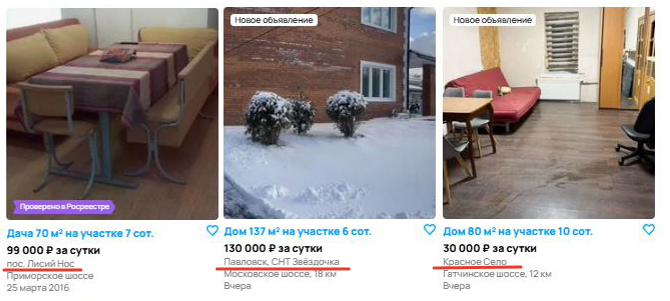 Проверено в Росреестре
Дача 70 м² на участке 7 сот.
99 000 ₽ за сутки
пос. Лисий Нос
Приморское шоссе
25 марта 2016
Новое объявление
Дом 137 м² на участке 6 сот.
130 000 ₽ за сутки
Павловск, СНТ Звёздочка
Московское шоссе, 18 км
Вчера
Новое объявление
Дом 80 м² на участке 10 сот.
30 000 ₽ за сутки
Красное Село
Гатчинское шоссе, 12 км
Вчера